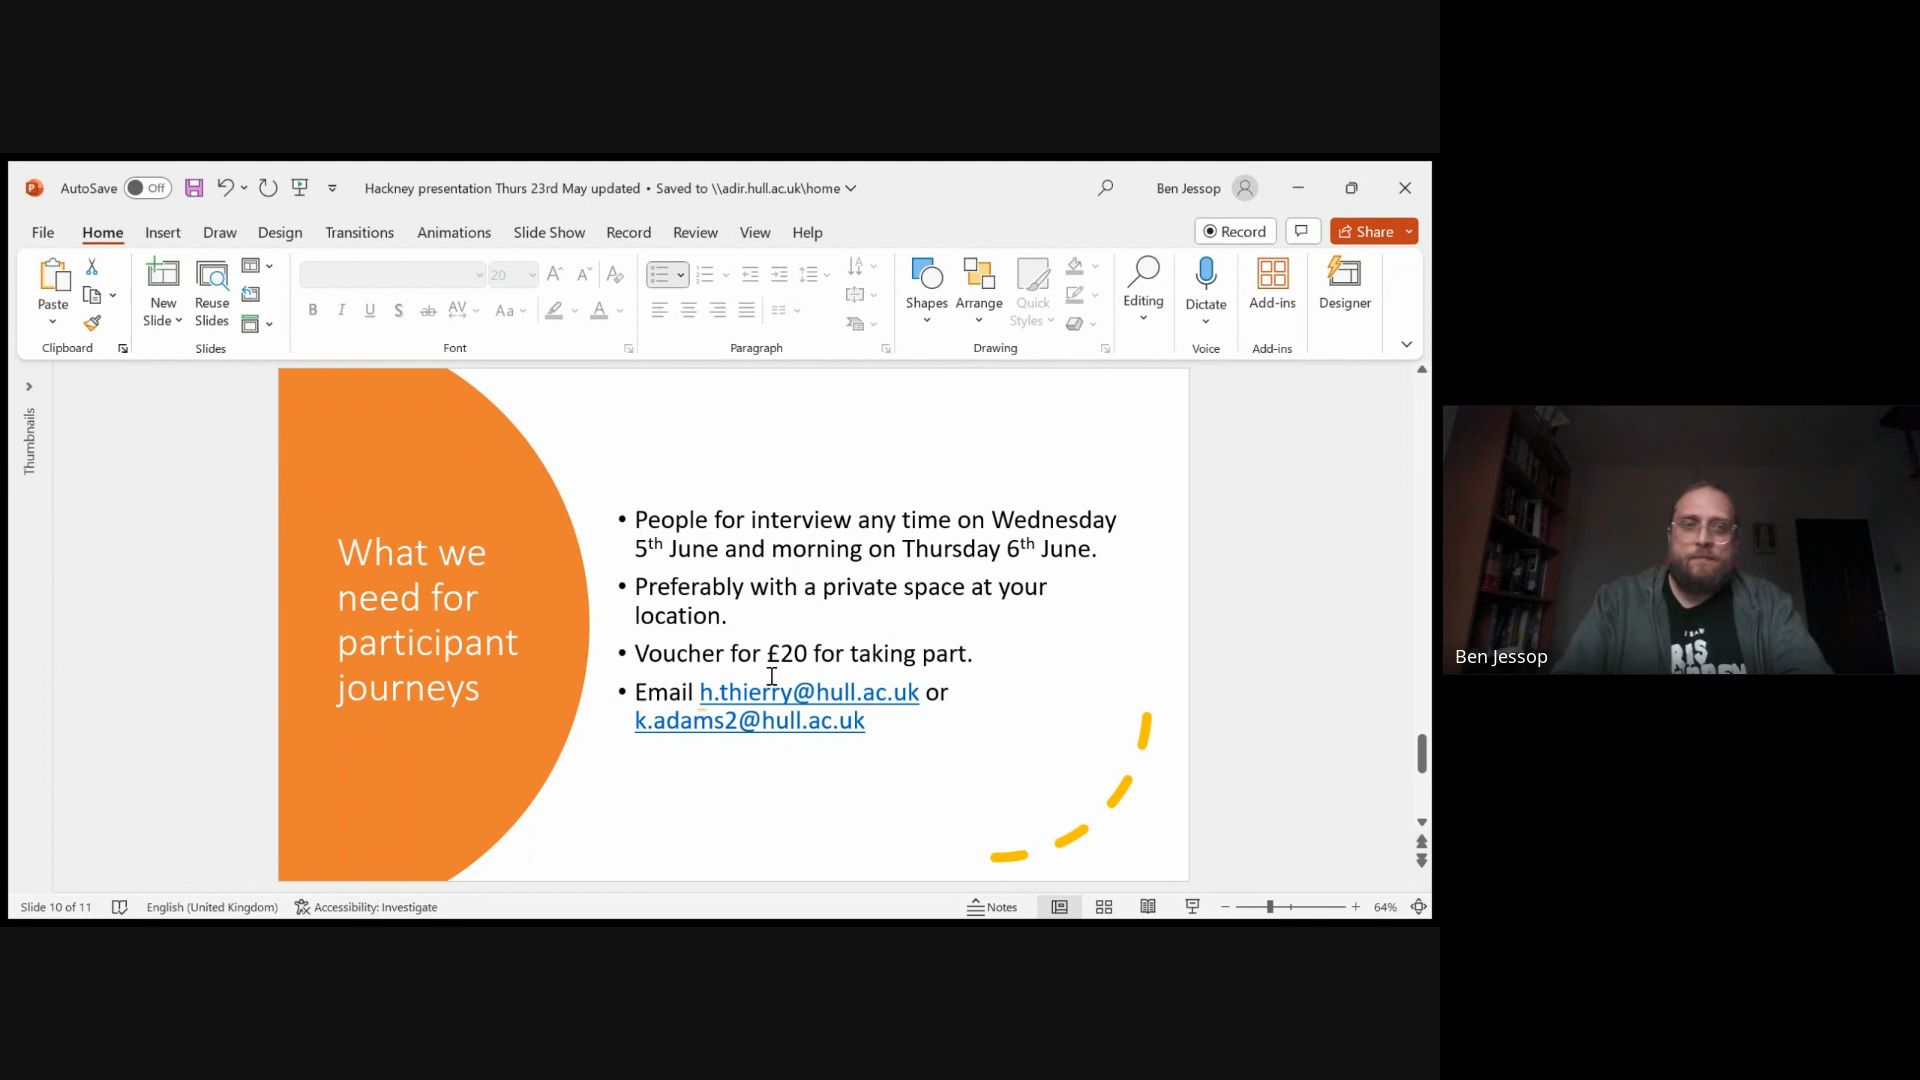 AutoSave Off Hackney presentation Thurs 23rd May updated • Saved to \\adir.hull.ac.uk\home Ben Jessop
File Home Insert Draw Design Transitions Animations Slide Show Record Review View Help Record Share
Paste New Slide Reuse Slides 20 Shapes Arrange Quick Styles Editing Dictate Add-ins Designer
B I U S ab AV Aa A
Clipboard Slides Font Paragraph Drawing Voice Add-ins
Thumbnails
What we
need for
participant
journeys
• People for interview any time on Wednesday
5th June and morning on Thursday 6th June.
• Preferably with a private space at your
location.
• Voucher for £20 for taking part.
• Email h.thierry@hull.ac.uk or
k.adams2@hull.ac.uk
Slide 10 of 11 English (United Kingdom) Accessibility: Investigate Notes 64%
I SAW
Ben Jessop